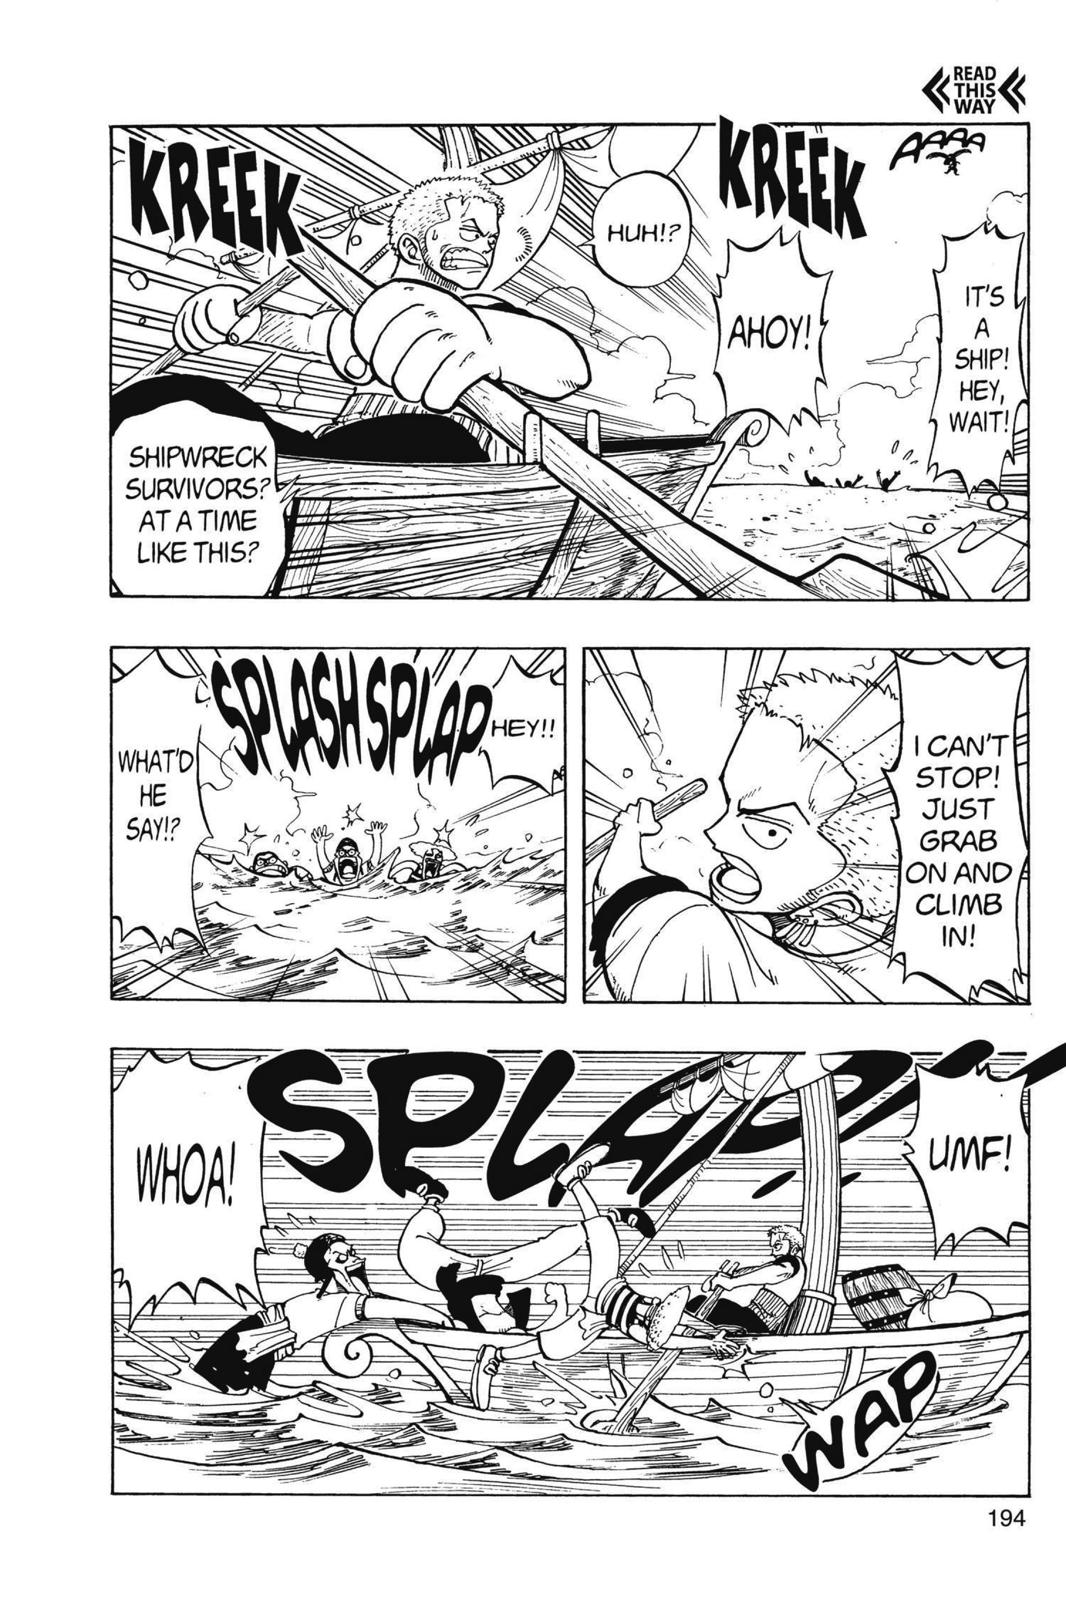 READ
THIS
WAY
AAAA
IT'S
A
SHIP!
HEY,
WAIT!
KREEK
AHOY!
HUH!?
KREEK
SHIPWRECK
SURVIVORS?
AT A TIME
LIKE THIS?
I CAN'T
STOP!
JUST
GRAB
ON AND
CLIMB
IN!
HEY!!
SPLASH SPLAP
WHAT'D
HE
SAY!?
UMF!
SPLAP
WHOA!
WAP
194